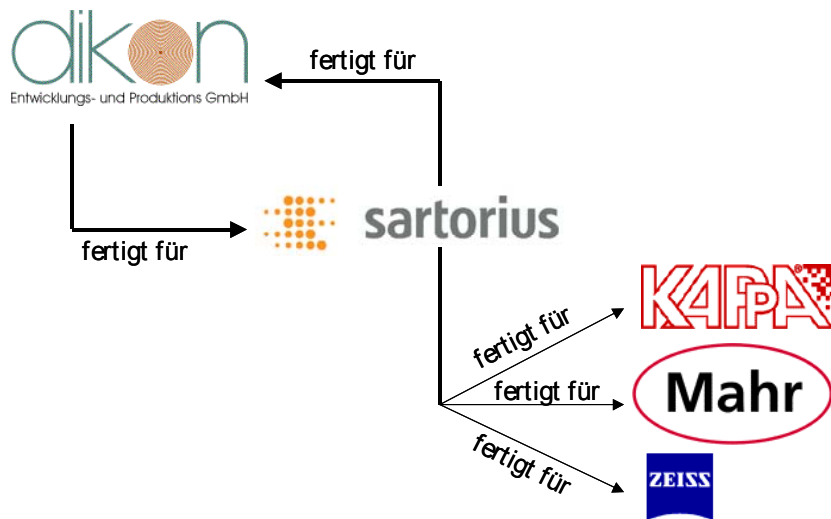 dikon
Entwicklungs- und Produktions GmbH
fertigt für
sartorius
fertigt für
KAPPA®
fertigt für
Mahr
fertigt für
ZEISS
fertigt für